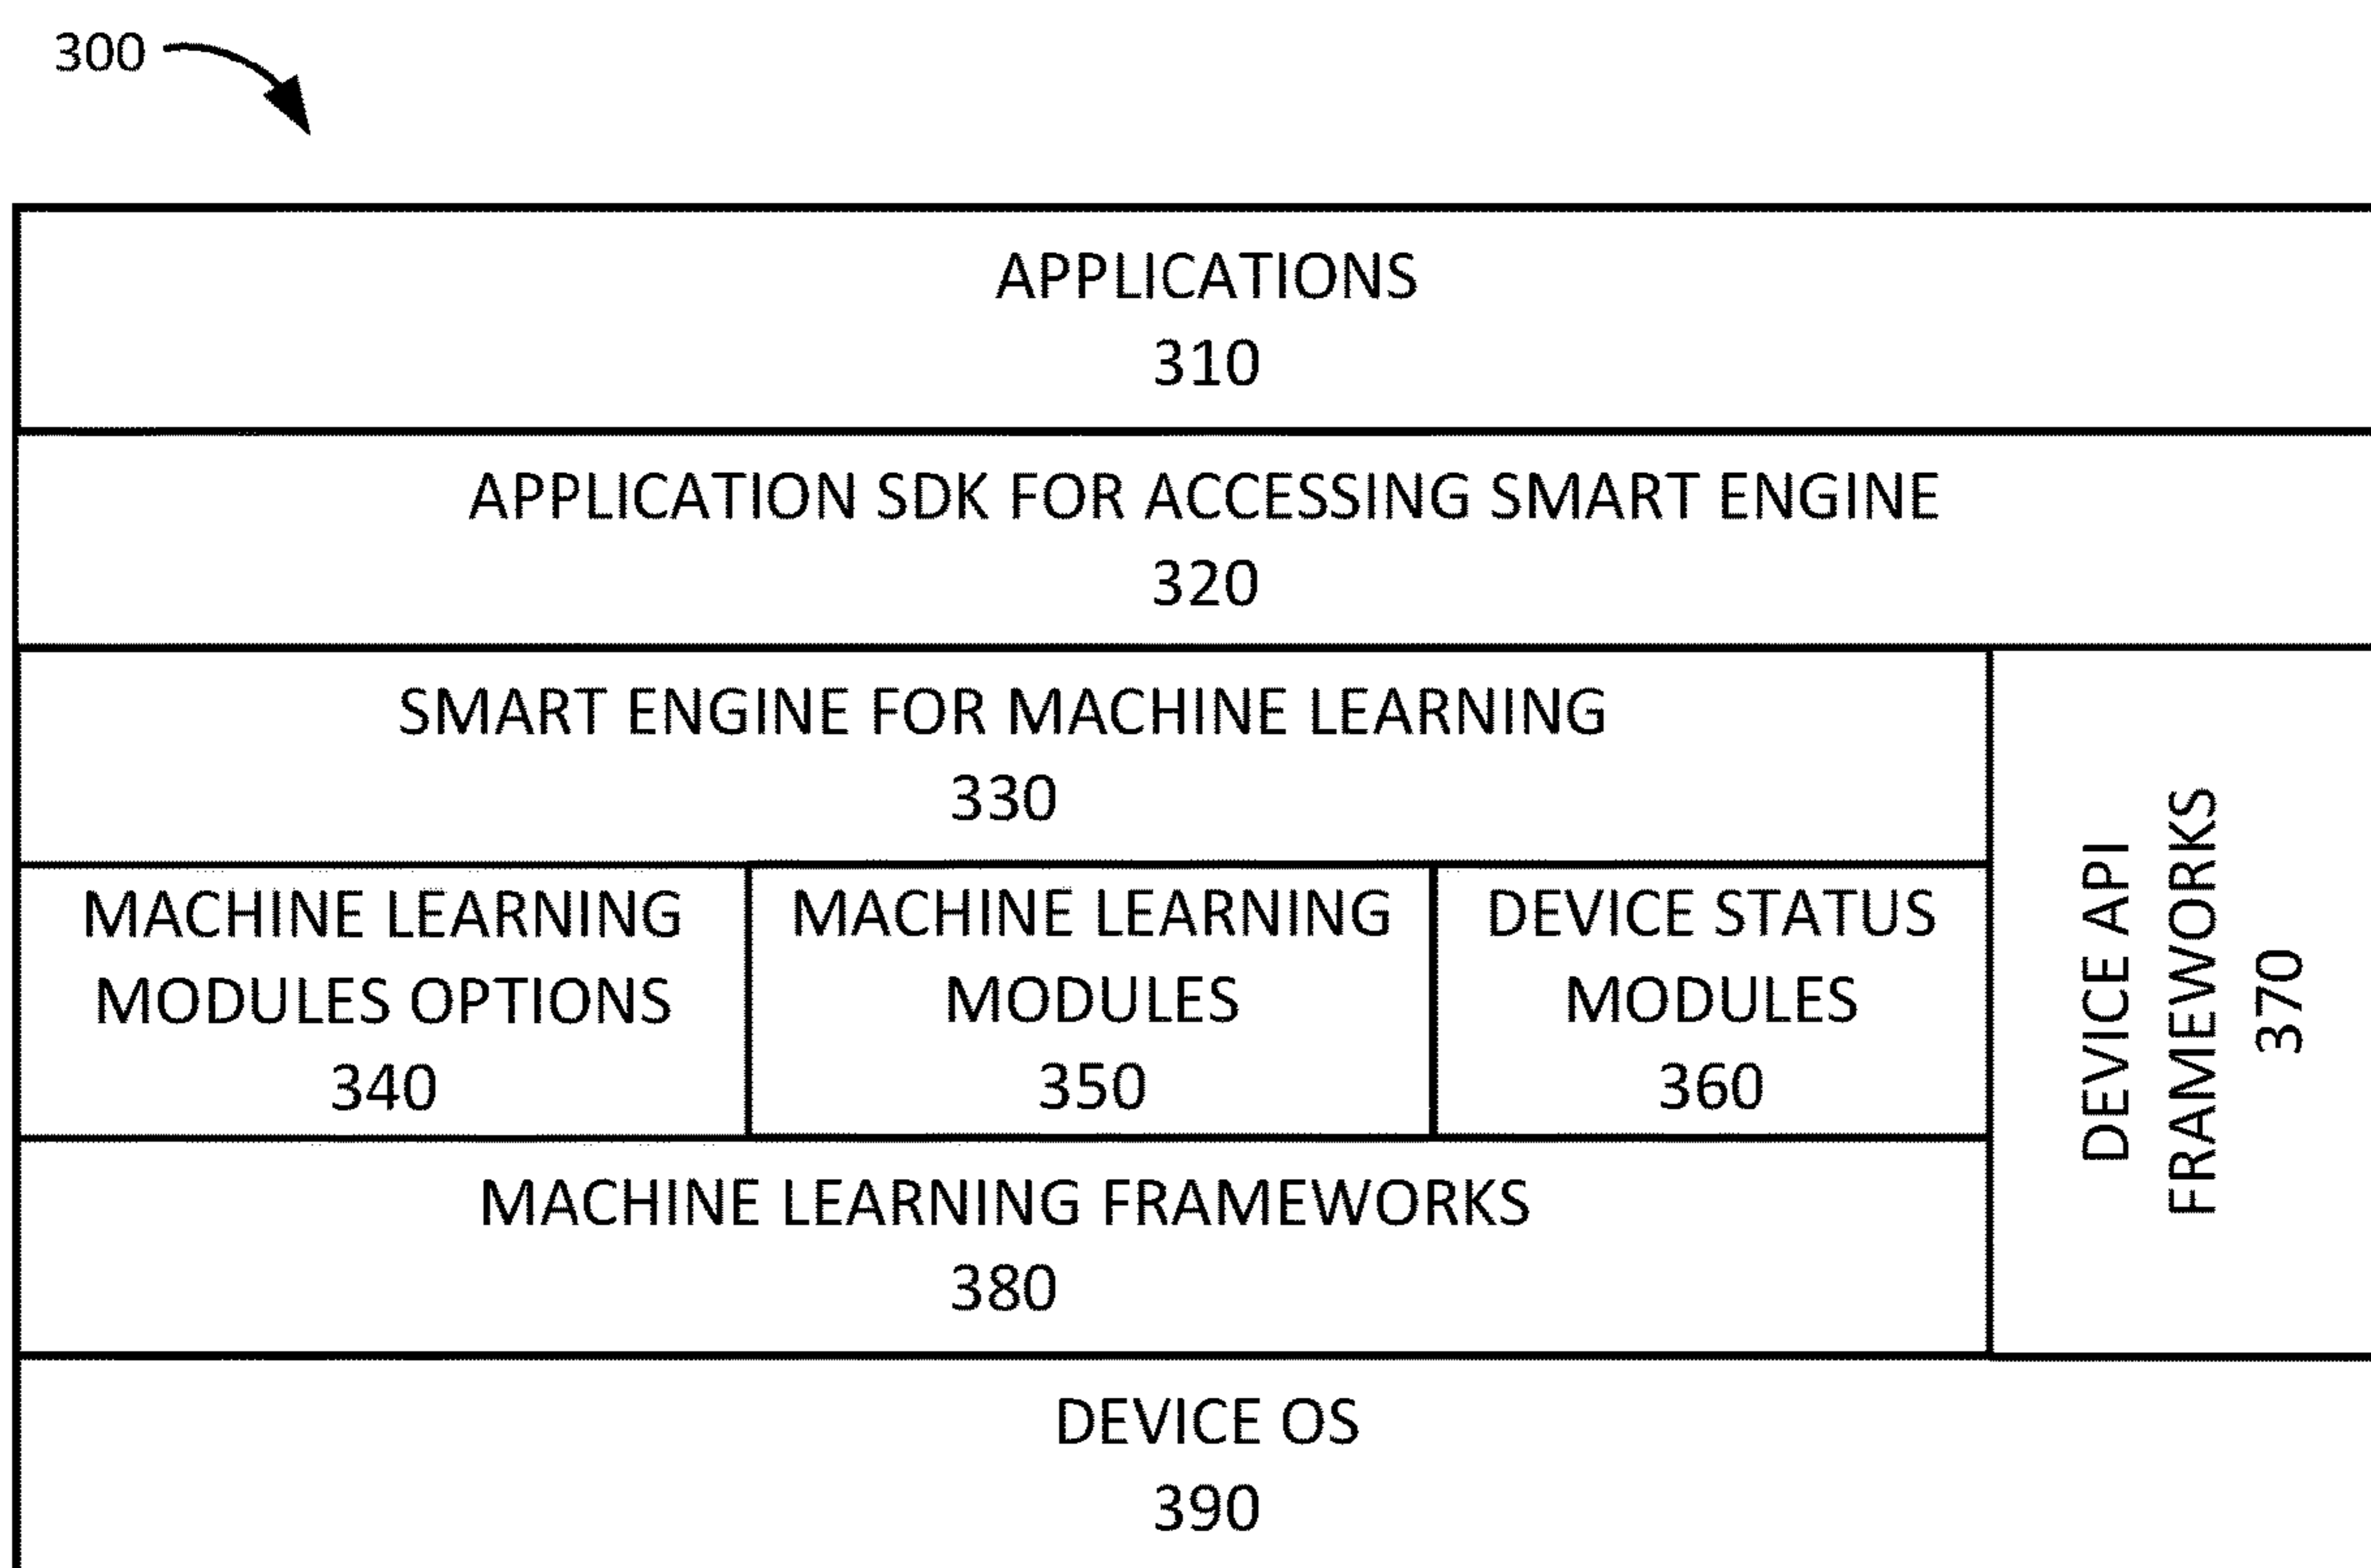 300
APPLICATIONS
310
APPLICATION SDK FOR ACCESSING SMART ENGINE
320
SMART ENGINE FOR MACHINE LEARNING
330
MACHINE LEARNING
MODULES OPTIONS
340
MACHINE LEARNING
MODULES
350
DEVICE STATUS
MODULES
360
DEVICE API
FRAMEWORKS
370
MACHINE LEARNING FRAMEWORKS
380
DEVICE OS
390